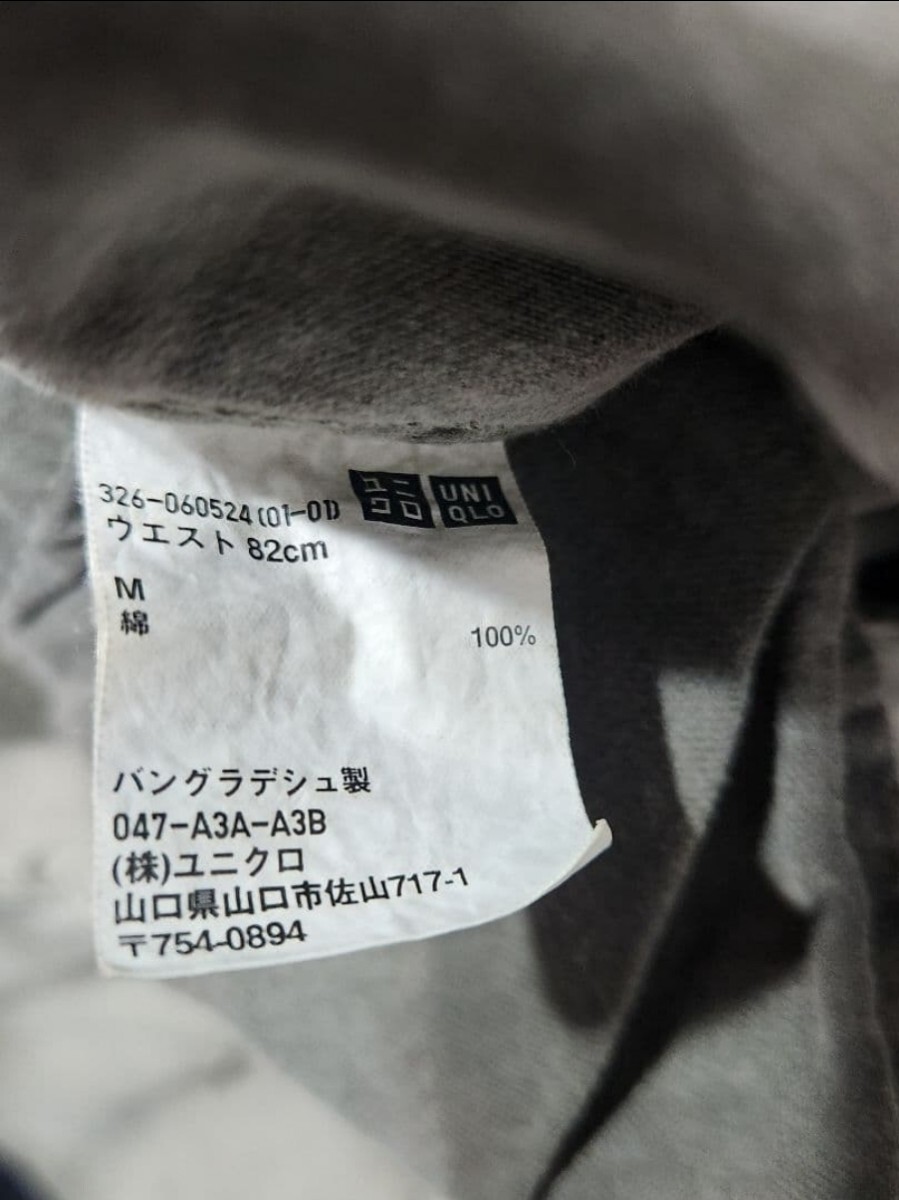 326-060524(01-01)
ユニクロ
UNIQLO
ウエスト 82cm
M
綿 100%
バングラデシュ製
047-A3A-A3B
(株)ユニクロ
山口県山口市佐山717-1
〒754-0894